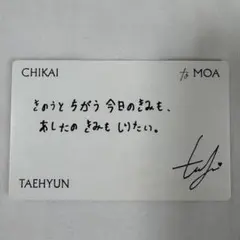 CHIKAI to MOA
きのうと ちがう 今日の きみも、
あしたの きみも しりたい。
TAEHYUN